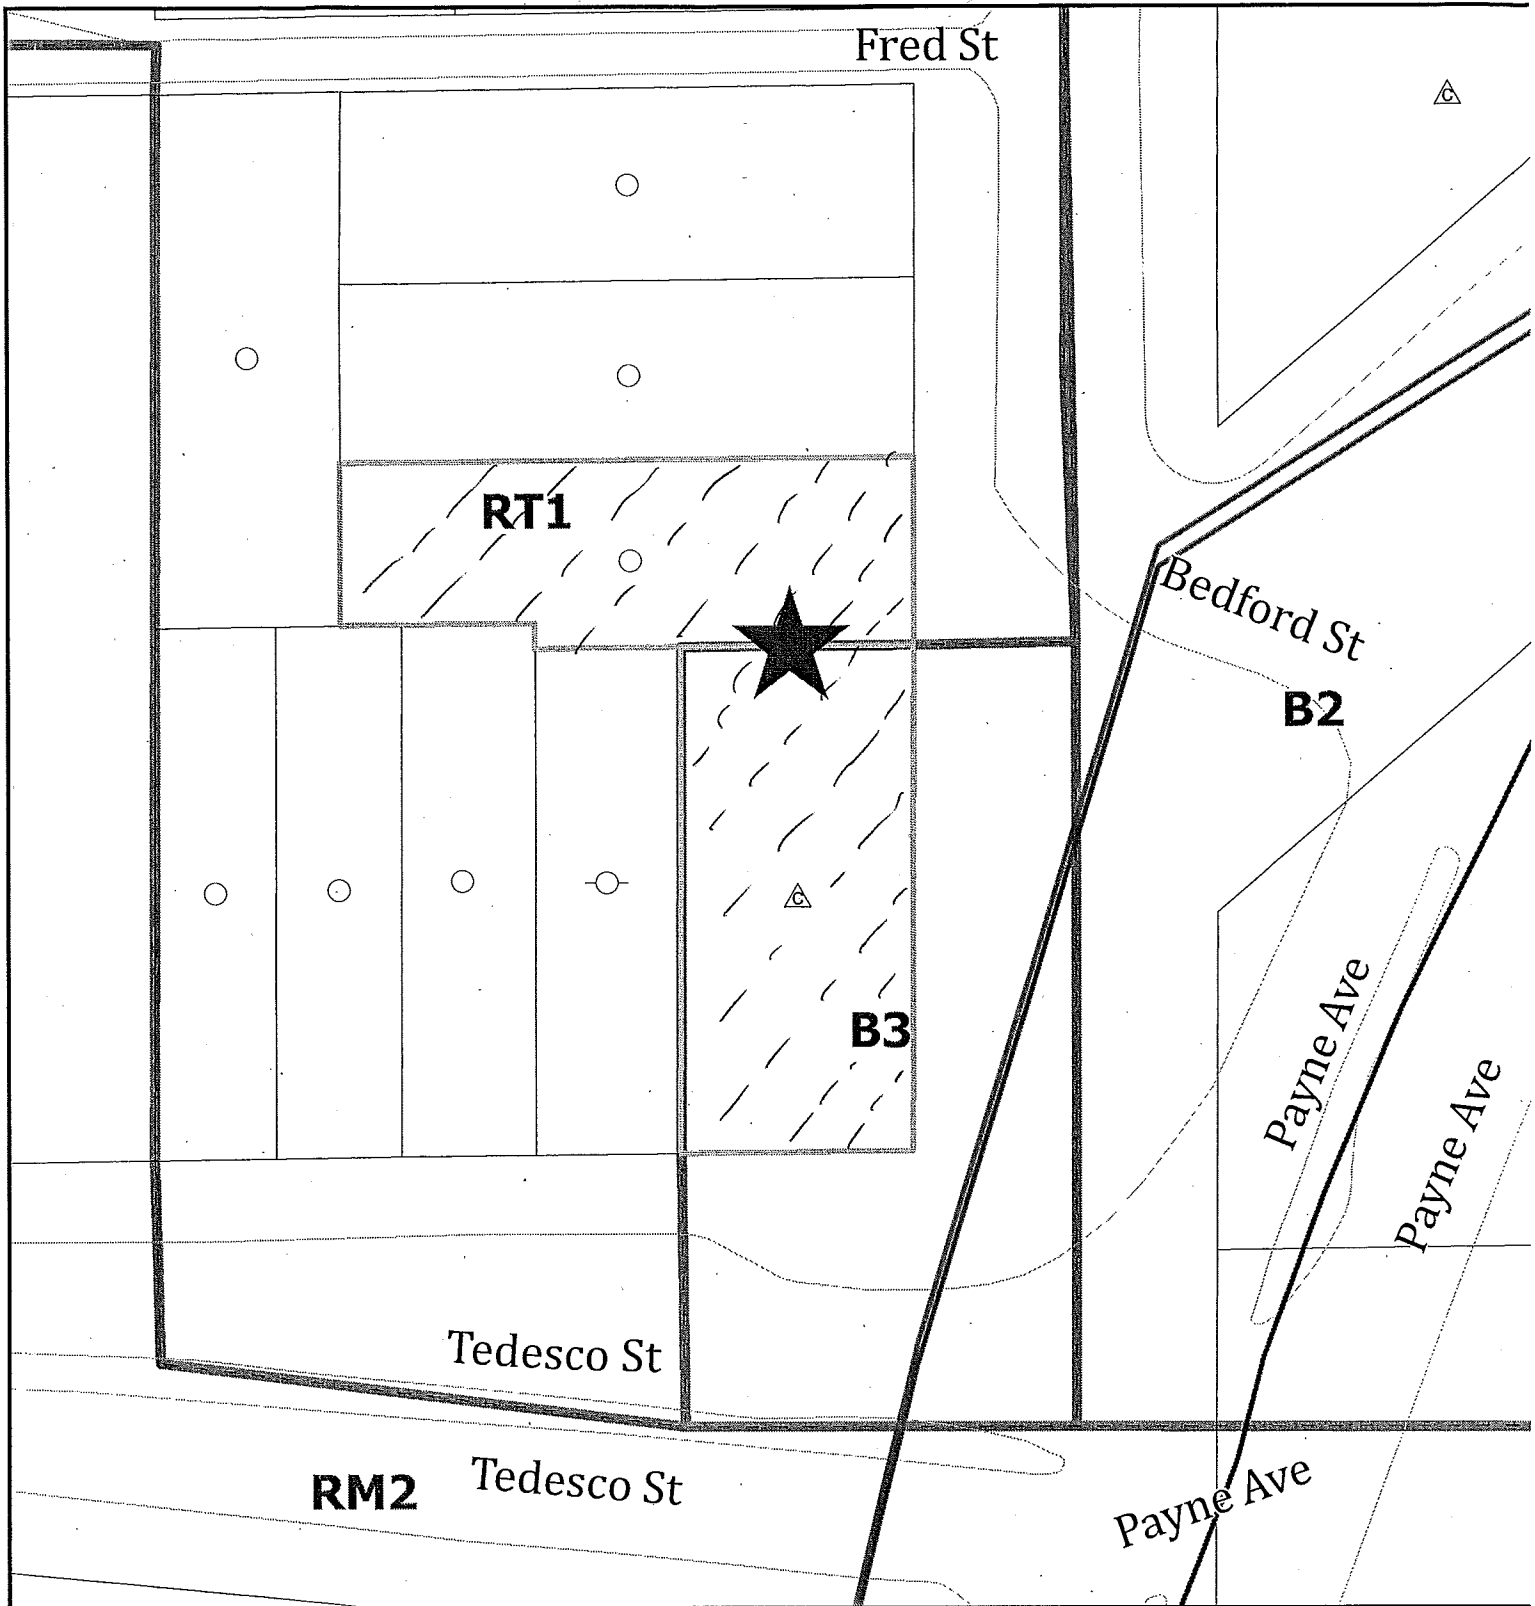 Fred St
C
RT1
Bedford St
B2
C
B3
Payne Ave
Payne Ave
Tedesco St
Tedesco St
RM2
Payne Ave